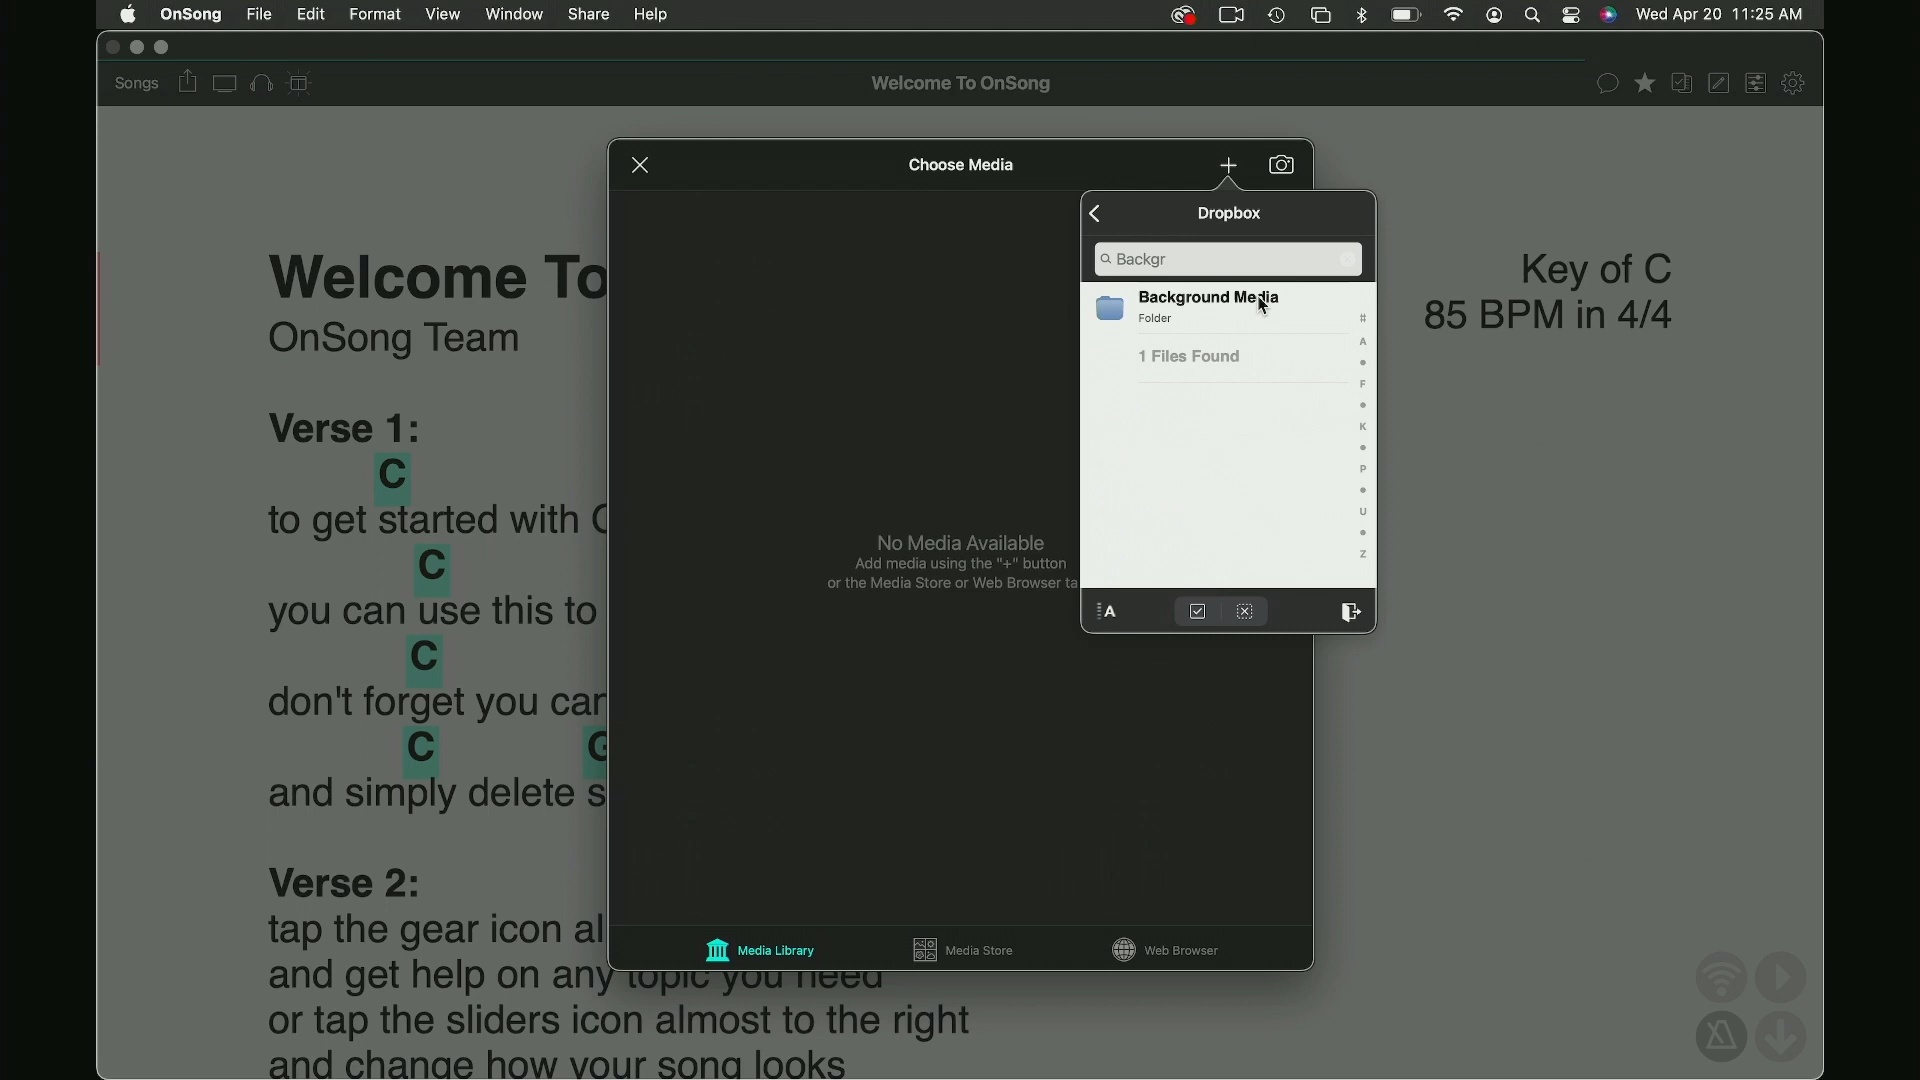 OnSong File Edit Format View Window Share Help Wed Apr 20 11:25 AM
Songs Welcome To OnSong
Choose Media
Dropbox
Backgr
Background Media
Folder
1 Files Found
#
A
F
K
P
U
Z
A
No Media Available
Add media using the "+" button
or the Media Store or Web Browser ta
Media Library Media Store Web Browser
Welcome To
OnSong Team
Key of C
85 BPM in 4/4
Verse 1:
C
to get started with
C
you can use this to
C
don't forget you can
C G
and simply delete s
Verse 2:
tap the gear icon al
and get help on any topic you need
or tap the sliders icon almost to the right
and change how your song looks